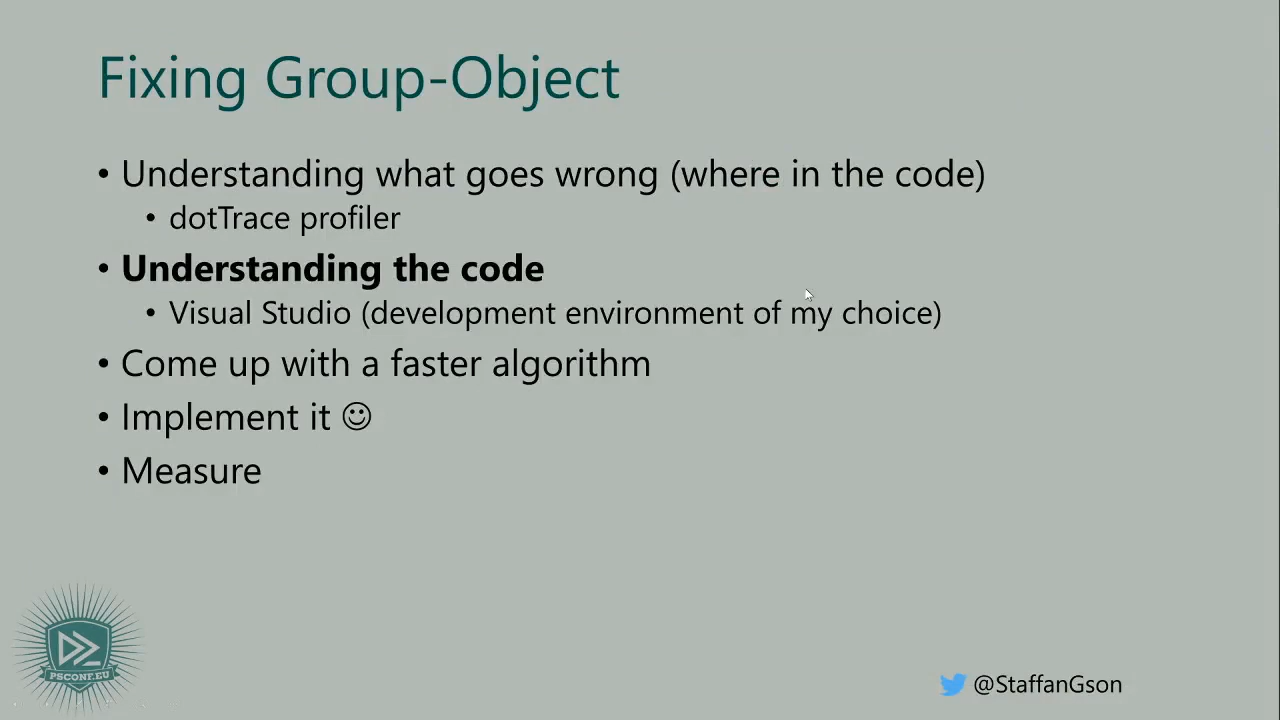 Fixing Group-Object
• Understanding what goes wrong (where in the code)
• dotTrace profiler
• Understanding the code
• Visual Studio (development environment of my choice)
• Come up with a faster algorithm
• Implement it ☺
• Measure
PSCONF.EU
@StaffanGson